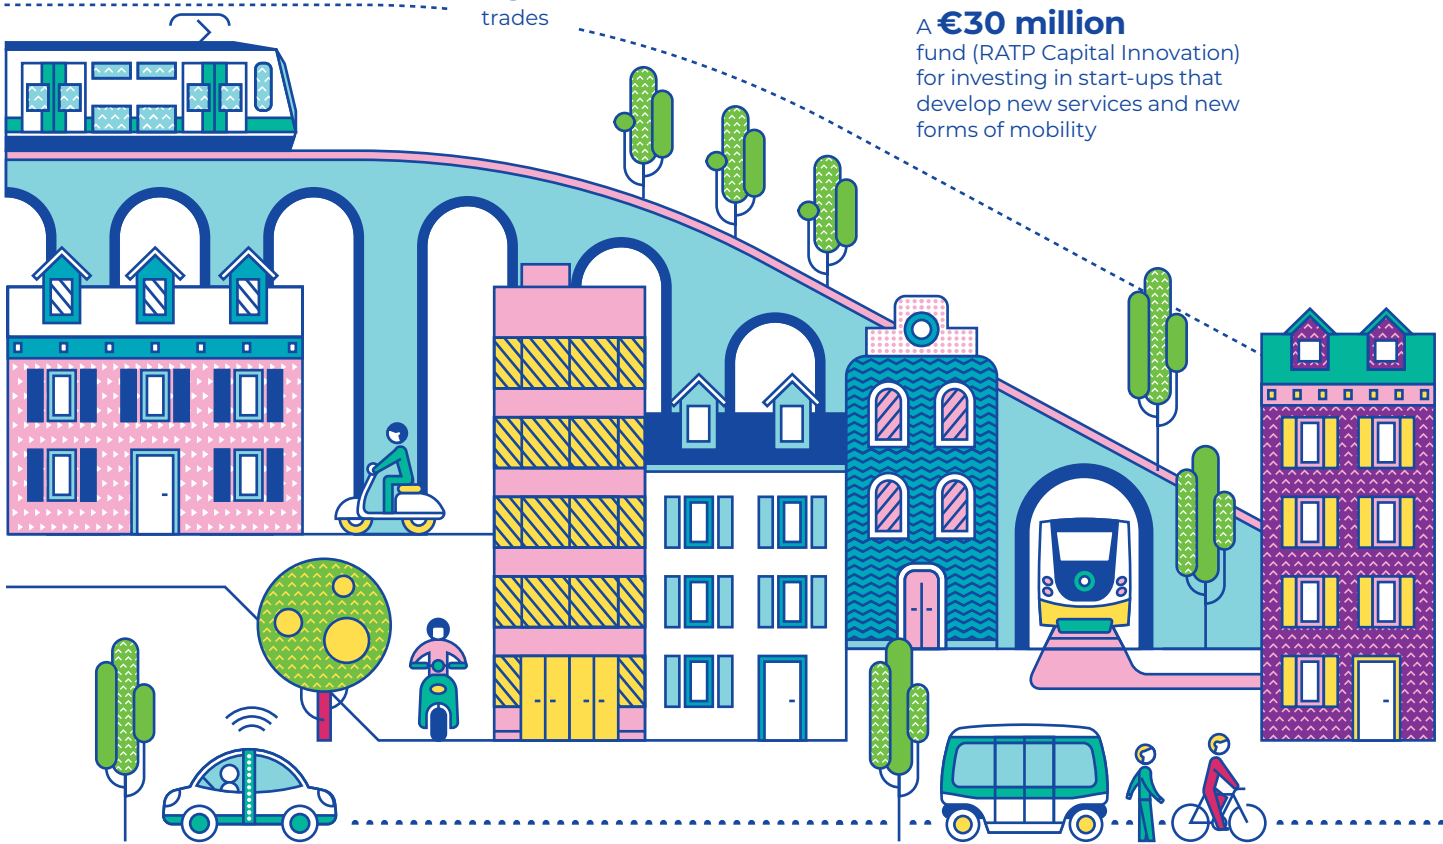 trades
A €30 million
fund (RATP Capital Innovation)
for investing in start-ups that
develop new services and new
forms of mobility